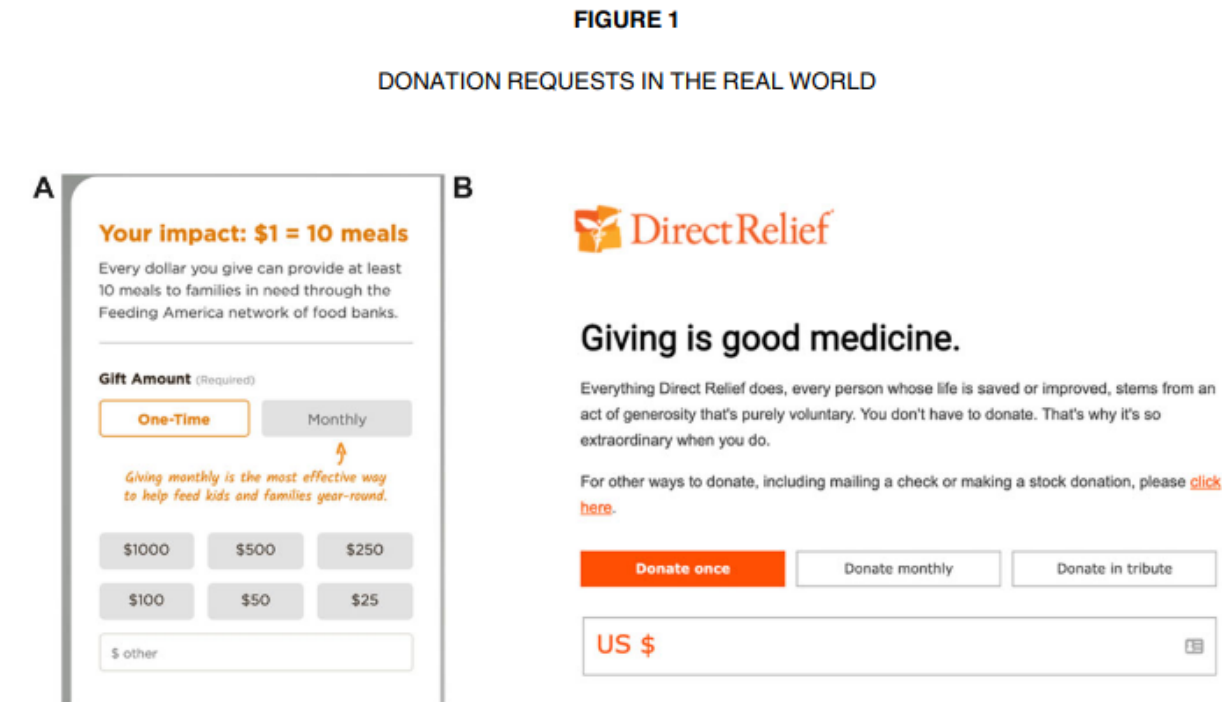 FIGURE 1
DONATION REQUESTS IN THE REAL WORLD
A
Your impact: $1 = 10 meals
Every dollar you give can provide at least
10 meals to families in need through the
Feeding America network of food banks.
Gift Amount (Required)
One-Time Monthly
Giving monthly is the most effective way
to help feed kids and families year-round.
$1000 $500 $250
$100 $50 $25
$ other
B
DirectRelief
Giving is good medicine.
Everything Direct Relief does, every person whose life is saved or improved, stems from an
act of generosity that's purely voluntary. You don't have to donate. That's why it's so
extraordinary when you do.
For other ways to donate, including mailing a check or making a stock donation, please click
here.
Donate once Donate monthly Donate in tribute
US $